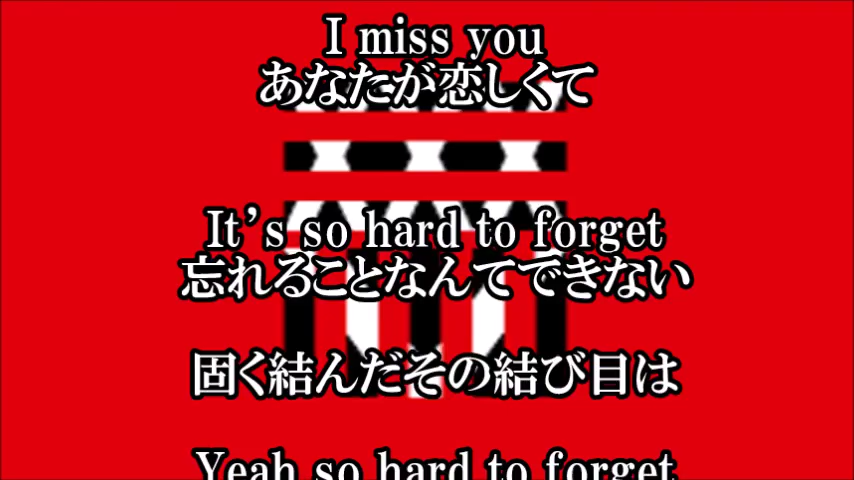 I miss you
あなたが恋しくて
It's so hard to forget
忘れることなんてできない
固く結んだその結び目は
Yeah so hard to forget